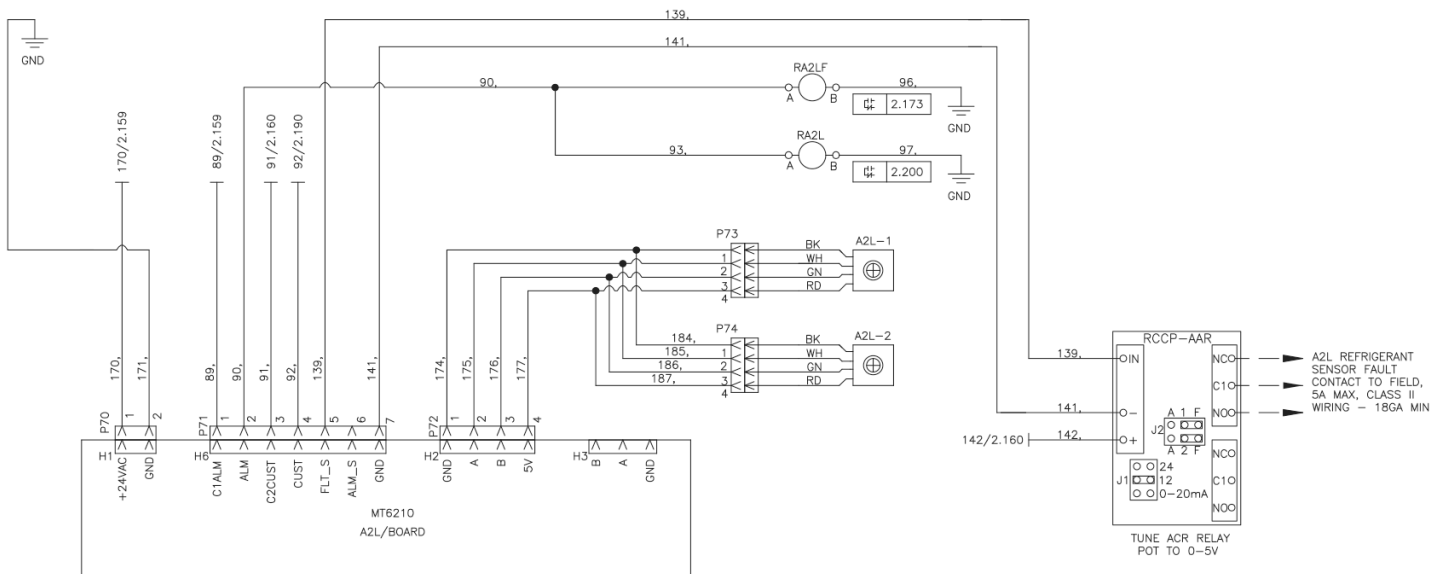 139,
141,
GND
90,
RA2LF
A
B
96,
2.173
GND
93,
RA2L
A
B
97,
2.200
GND
170/2.159
89/2.159
91/2.160
92/2.190
P73
1
2
3
4
BK
WH
GN
RD
A2L-1
P74
1
2
3
4
184,
185,
186,
187,
BK
WH
GN
RD
A2L-2
170,
171,
89,
90,
91,
92,
139,
141,
174,
175,
176,
177,
P70
1
2
P71
1
2
3
4
5
6
7
P72
1
2
3
4
H1
+24VAC
GND
H6
C1ALM
ALM
C2CUST
CUST
FLT_S
ALM_S
GND
H2
GND
A
B
5V
H3
B
A
GND
MT6210
A2L/BOARD
RCCP-AAR
139,
IN
141,
-
142/2.160
142,
+
NC
C1
NO
A2L REFRIGERANT
SENSOR FAULT
CONTACT TO FIELD,
5A MAX, CLASS II
WIRING - 18GA MIN
A 1 F
J2
A 2 F
NC
C1
NO
24
J1
12
0-20mA
TUNE ACR RELAY
POT TO 0-5V